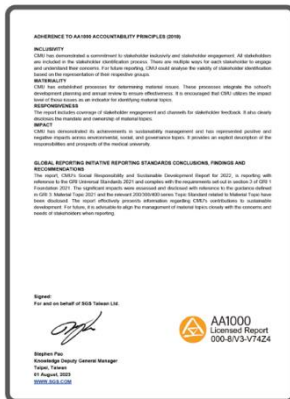 ADHERENCE TO AA1000 ACCOUNTABILITY PRINCIPLES (2018)
INCLUSIVITY
CMU has demonstrated a commitment to stakeholder inclusivity and stakeholder engagement. All stakeholders
are included in the stakeholder identification process. There are multiple ways for each stakeholder to engage
and understand their concerns. For future reporting, CMU could analyse the validity of stakeholder identification
based on the representation of their respective groups.
MATERIALITY
CMU has established processes for determining material issues. These processes integrate the school's
development planning and annual review to ensure effectiveness. It is encouraged that CMU utilizes the impact
level of these issues as an indicator for identifying material topics.
RESPONSIVENESS
The report includes coverage of stakeholder engagement and channels for stakeholder feedback. It also clearly
discloses the mandate and ownership of material topics.
IMPACT
CMU has demonstrated its achievements in sustainability management and has represented positive and
negative impacts across environmental, social, and governance topics. It provides an explicit description of the
responsibilities and prospects of the medical university.
GLOBAL REPORTING INITIATIVE REPORTING STANDARDS CONCLUSIONS, FINDINGS AND
RECOMMENDATIONS
The report, CMU's Social Responsibility and Sustainable Development Report for 2022, is reporting with
reference to the GRI Universal Standards 2021 and complies with the requirements set out in section 3 of GRI 1
Foundation 2021. The significant impacts were assessed and disclosed with reference to the guidance defined
in GRI 3: Material Topic 2021 and the relevant 200/300/400 series Topic Standard related to Material Topic have
been disclosed. The report effectively presents information regarding CMU's contributions to sustainable
development. For future, it is advisable to align the management of material topics closely with the concerns and
needs of stakeholders when reporting.
Signed:
For and on behalf of SGS Taiwan Ltd.
Stephen Pao
Knowledge Deputy General Manager
Taipei, Taiwan
01 August, 2023
WWW.SGS.COM
AA1000
Licensed Report
000-8/V3-V74Z4